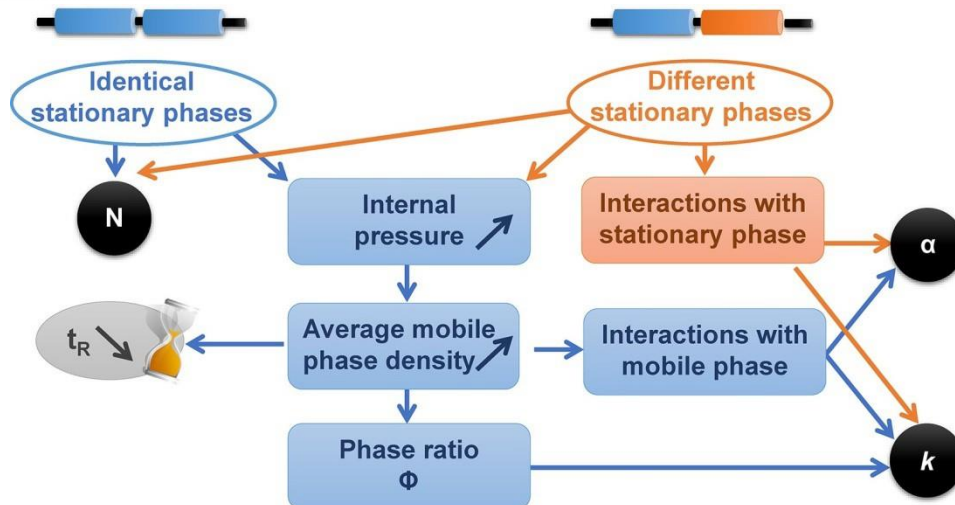 Identical
stationary phases
Different
stationary phases
N
Internal
pressure
Interactions with
stationary phase
α
tR
Average mobile
phase density
Interactions with
mobile phase
Phase ratio
Φ
k